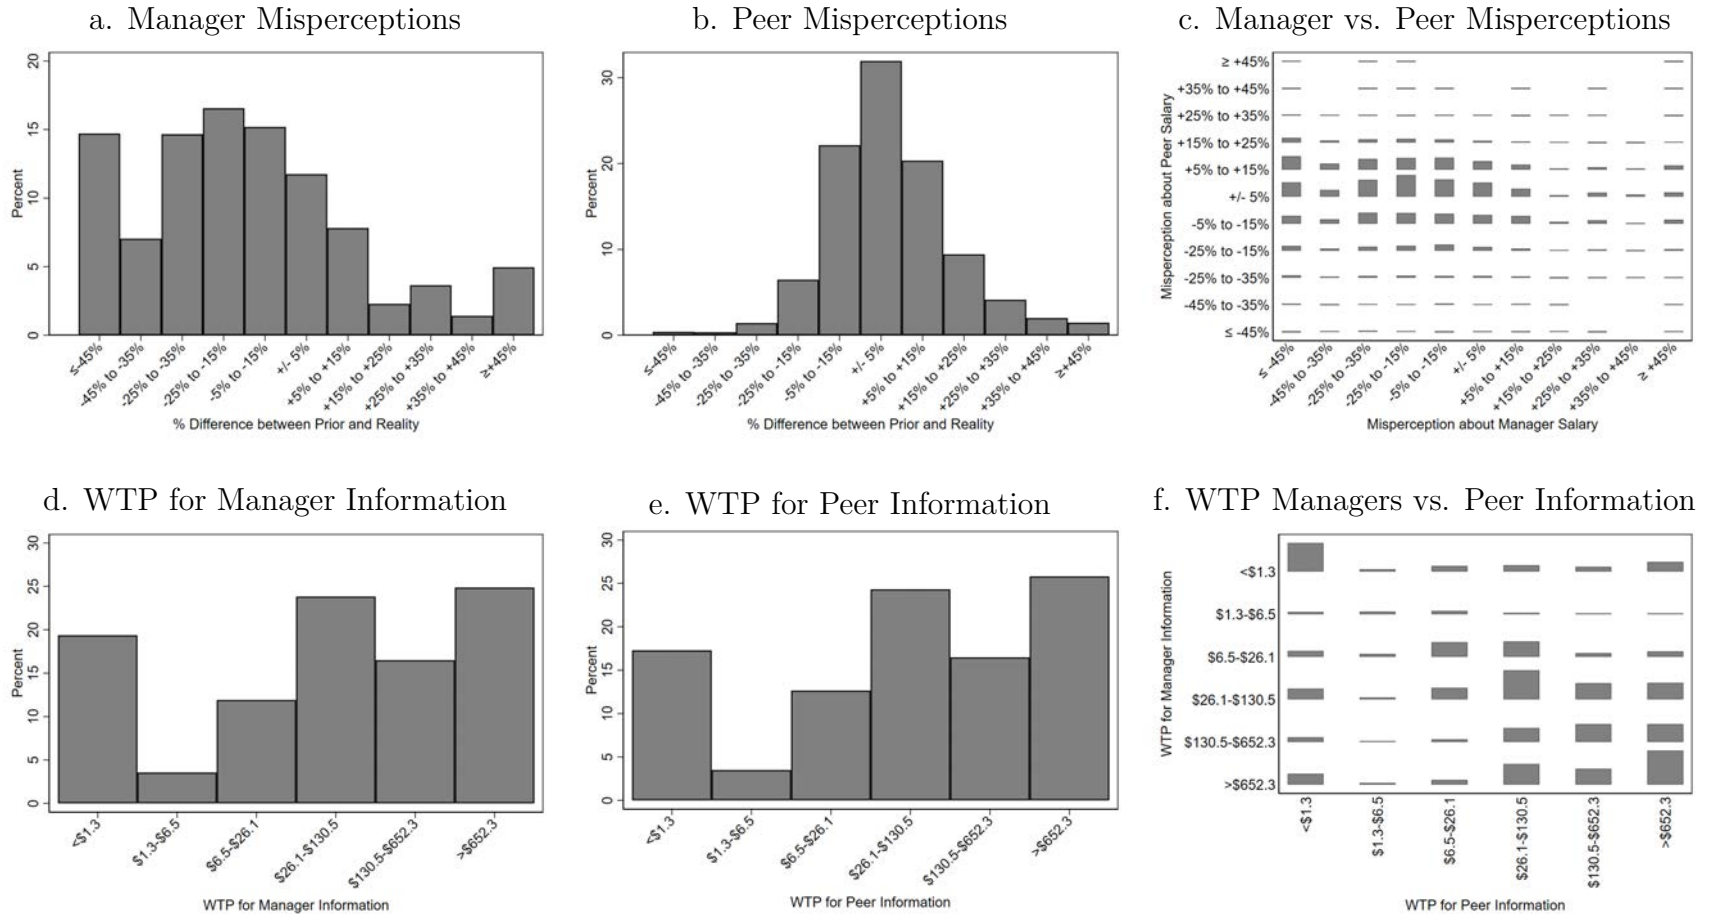 a. Manager Misperceptions
b. Peer Misperceptions
c. Manager vs. Peer Misperceptions
Percent
20
15
10
5
0
≤-45%
-45% to -35%
-25% to -35%
-25% to -15%
-5% to -15%
+/- 5%
+5% to +15%
+15% to +25%
+25% to +35%
+35% to +45%
≥+45%
% Difference between Prior and Reality
Percent
30
20
10
0
≤-45%
-45% to -35%
-25% to -35%
-25% to -15%
-5% to -15%
+/- 5%
+5% to +15%
+15% to +25%
+25% to +35%
+35% to +45%
≥+45%
% Difference between Prior and Reality
Misperception about Peer Salary
≥ +45%
+35% to +45%
+25% to +35%
+15% to +25%
+5% to +15%
+/- 5%
-5% to -15%
-25% to -15%
-25% to -35%
-45% to -35%
≤ -45%
≤ -45%
-45% to -35%
-25% to -35%
-25% to -15%
-5% to -15%
+/- 5%
+5% to +15%
+15% to +25%
+25% to +35%
+35% to +45%
≥ +45%
Misperception about Manager Salary
d. WTP for Manager Information
e. WTP for Peer Information
f. WTP Managers vs. Peer Information
Percent
30
25
20
15
10
5
0
<$1.3
$1.3-$6.5
$6.5-$26.1
$26.1-$130.5
$130.5-$652.3
>$652.3
WTP for Manager Information
Percent
30
25
20
15
10
5
0
<$1.3
$1.3-$6.5
$6.5-$26.1
$26.1-$130.5
$130.5-$652.3
>$652.3
WTP for Peer Information
WTP for Manager Information
<$1.3
$1.3-$6.5
$6.5-$26.1
$26.1-$130.5
$130.5-$652.3
>$652.3
<$1.3
$1.3-$6.5
$6.5-$26.1
$26.1-$130.5
$130.5-$652.3
>$652.3
WTP for Peer Information